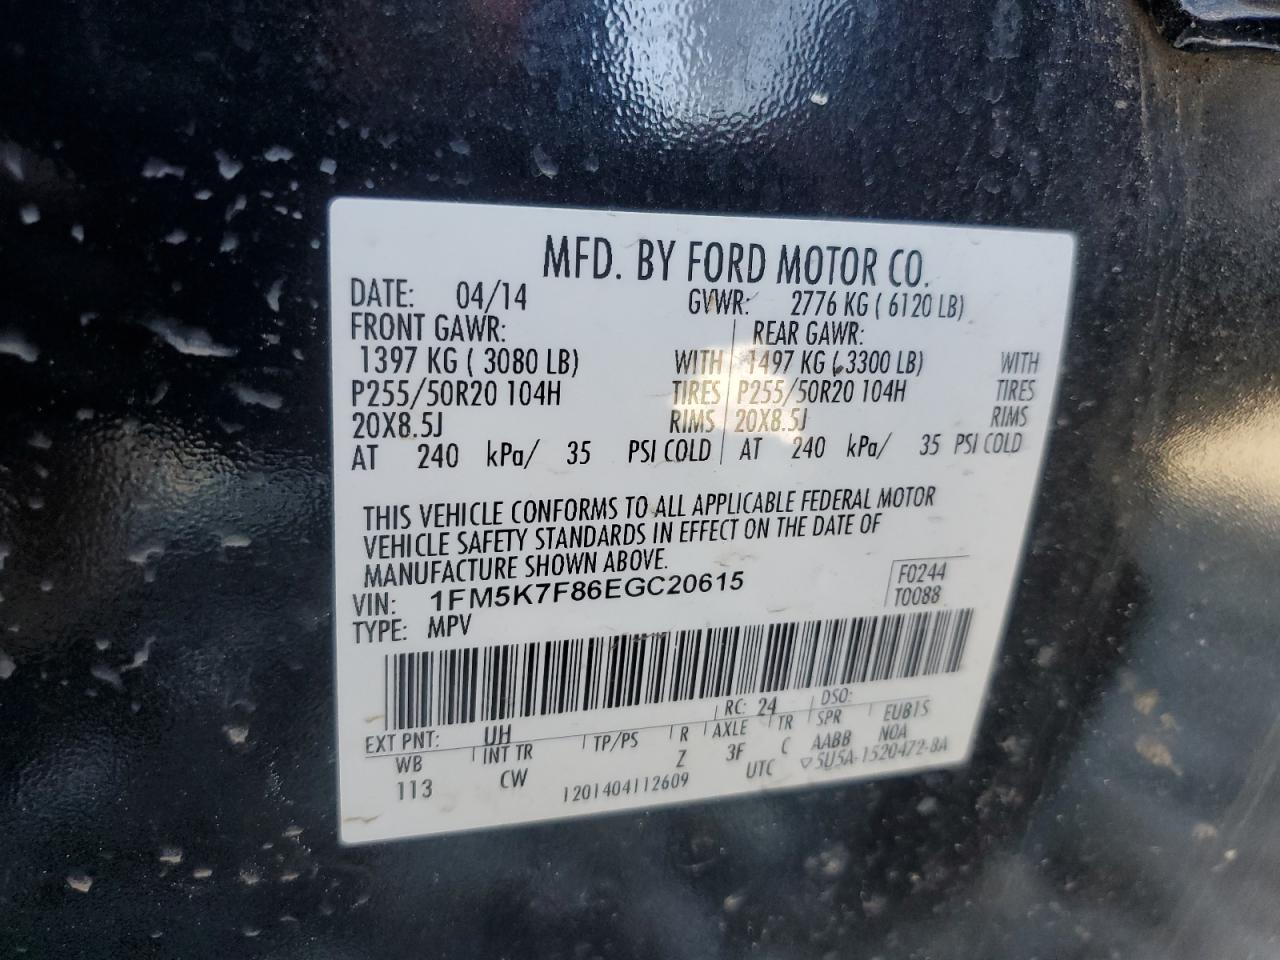 MFD. BY FORD MOTOR CO.
DATE: 04/14 GVWR: 2776 KG ( 6120 LB)
FRONT GAWR: REAR GAWR:
1397 KG ( 3080 LB) WITH 1497 KG ( 3300 LB) WITH
P255/50R20 104H TIRES P255/50R20 104H TIRES
20X8.5J RIMS 20X8.5J RIMS
AT 240 kPa/ 35 PSI COLD AT 240 kPa/ 35 PSI COLD
THIS VEHICLE CONFORMS TO ALL APPLICABLE FEDERAL MOTOR
VEHICLE SAFETY STANDARDS IN EFFECT ON THE DATE OF
MANUFACTURE SHOWN ABOVE.
F0244
VIN: 1FM5K7F86EGC20615
T0088
TYPE: MPV
EXT PNT: UH RC: 24 DSO:
WB INT TR TP/PS R AXLE TR SPR EUB1S
113 CW Z 3F C AABB NOA
1201404112609 UTC ▽5U5A-1520472-BA